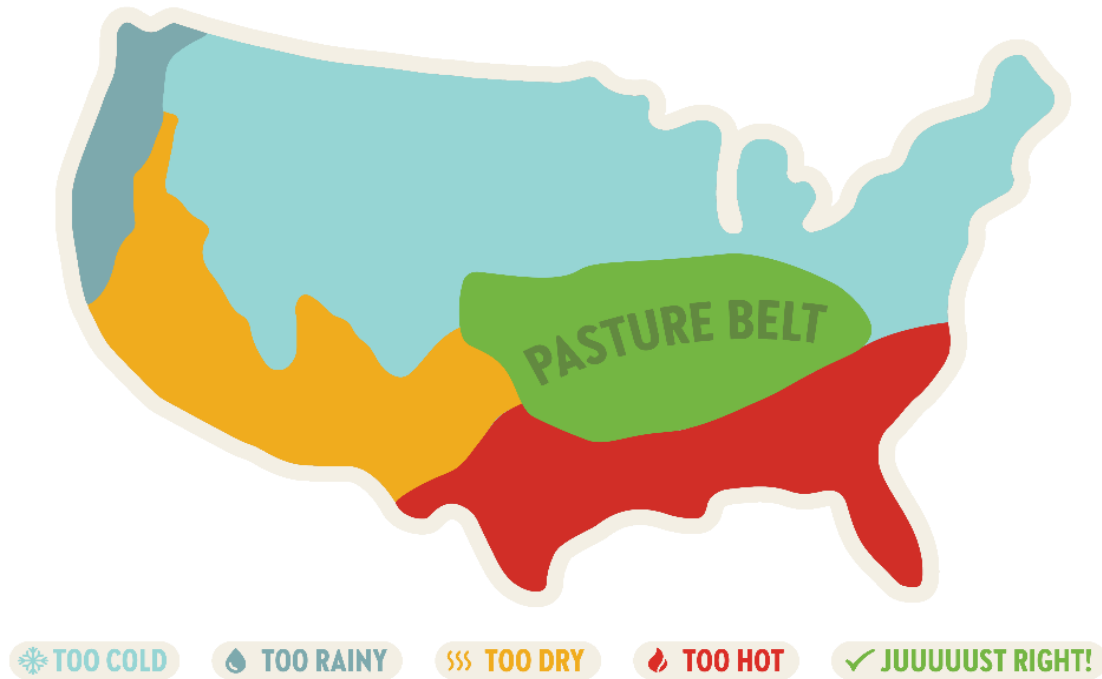 PASTURE BELT
TOO COLD
TOO RAINY
TOO DRY
TOO HOT
JUUUUUST RIGHT!